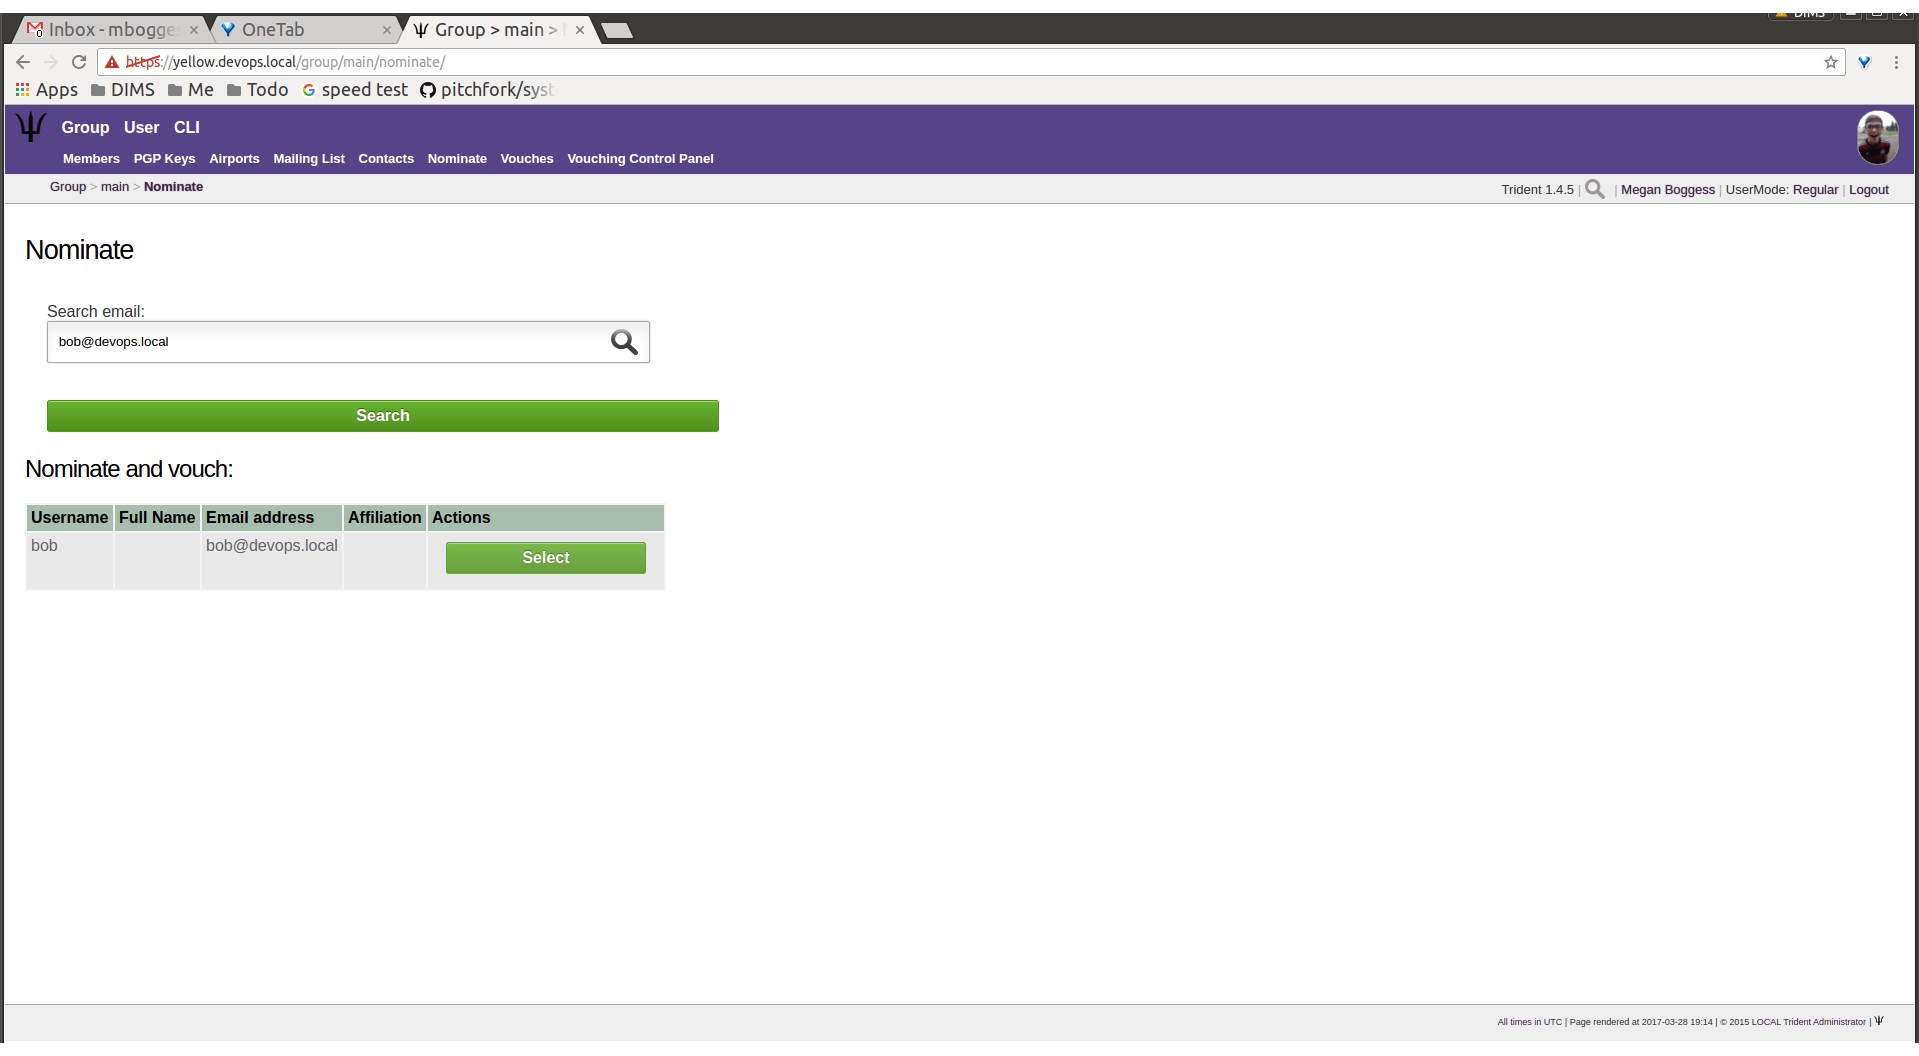 DIMS
Inbox - mbogge
OneTab
Group > main >
https://yellow.devops.local/group/main/nominate/
Apps DIMS Me Todo speed test pitchfork/syst
Group User CLI
Members PGP Keys Airports Mailing List Contacts Nominate Vouches Vouching Control Panel
Group > main > Nominate
Trident 1.4.5 | | Megan Boggess | UserMode: Regular | Logout
Nominate
Search email:
bob@devops.local
Search
Nominate and vouch:
Username Full Name Email address Affiliation Actions
bob bob@devops.local Select
All times in UTC | Page rendered at 2017-03-28 19:14 | © 2015 LOCAL Trident Administrator |